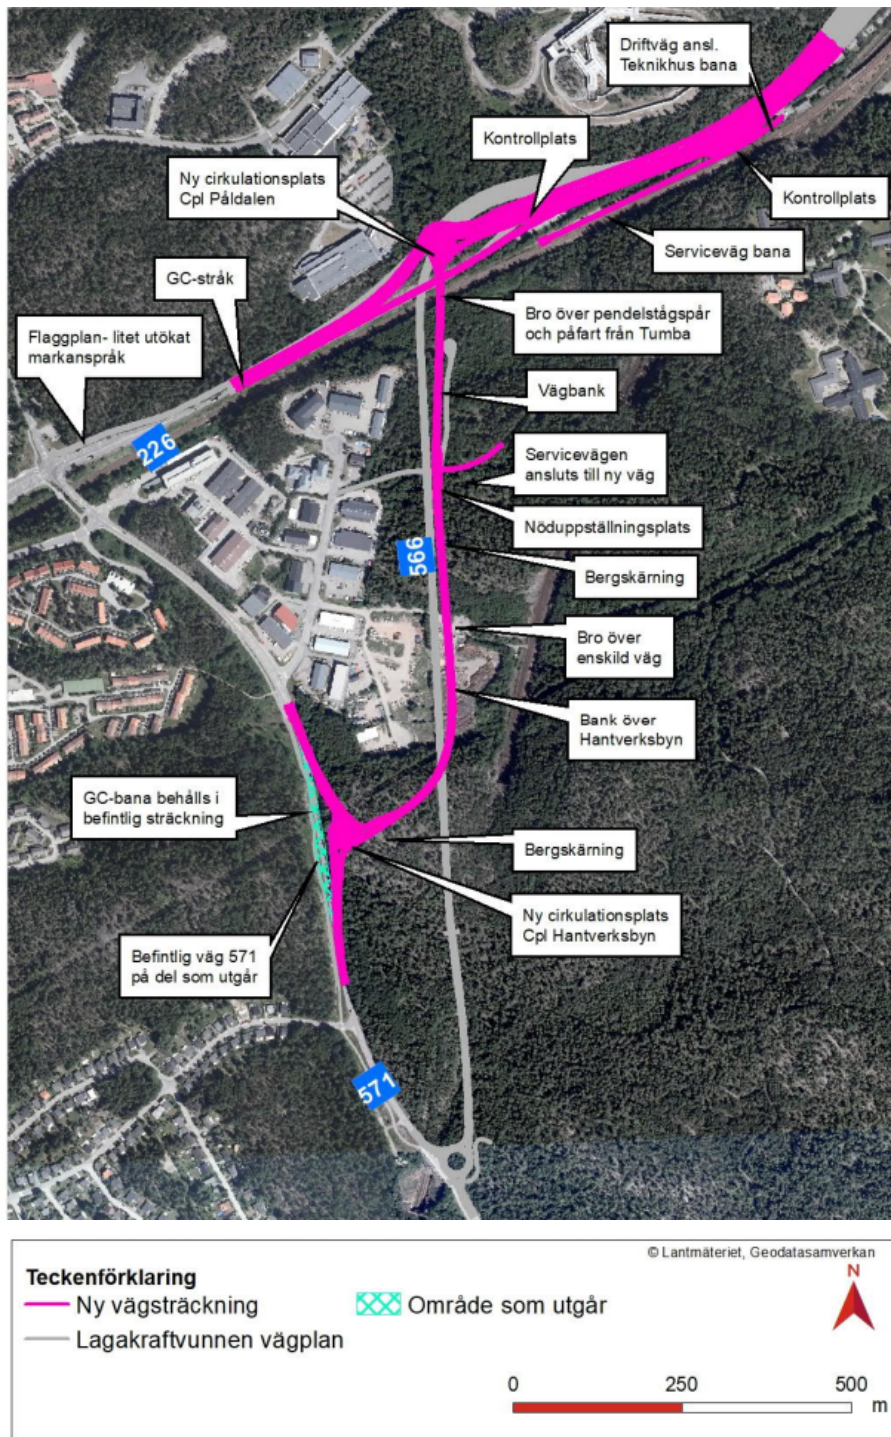 Driftväg ansl.
Teknikhus bana
Kontrollplats
Ny cirkulationsplats
Cpl Påldalen
Kontrollplats
Serviceväg bana
GC-stråk
Bro över pendelstågspår
och påfart från Tumba
Flaggplan- litet utökat
markanspråk
Vägbank
226
Servicevägen
ansluts till ny väg
Nöduppställningsplats
566
Bergskärning
Bro över
enskild väg
Bank över
Hantverksbyn
GC-bana behålls i
befintlig sträckning
Bergskärning
Ny cirkulationsplats
Cpl Hantverksbyn
Befintlig väg 571
på del som utgår
571
© Lantmäteriet, Geodatasamverkan
Teckenförklaring
N
Ny vägsträckning
Område som utgår
Lagakraftvunnen vägplan
0 250 500
m